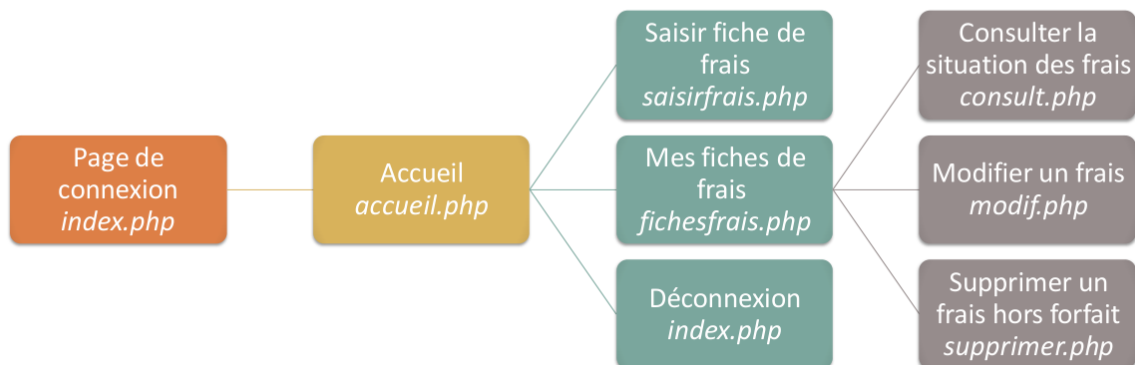 Page de
connexion
index.php
Accueil
accueil.php
Saisir fiche de
frais
saisirfrais.php
Mes fiches de
frais
fichesfrais.php
Déconnexion
index.php
Consulter la
situation des frais
consult.php
Modifier un frais
modif.php
Supprimer un
frais hors forfait
supprimer.php